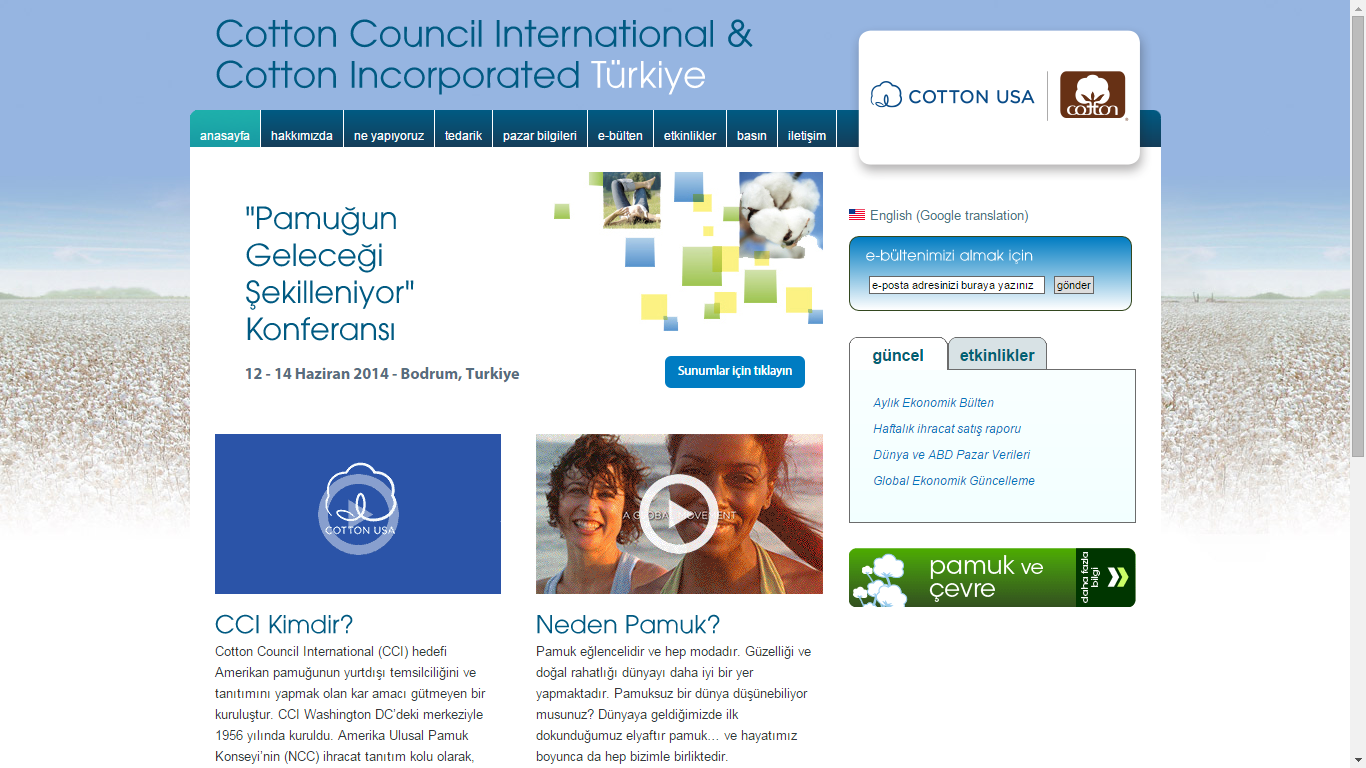 Cotton Council International &
Cotton Incorporated Türkiye
COTTON USA
cotton
anasayfa hakkımızda ne yapıyoruz tedarik pazar bilgileri e-bülten etkinlikler basın iletişim
"Pamuğun
Geleceği
Şekilleniyor"
Konferansı
12 - 14 Haziran 2014 - Bodrum, Turkiye
Sunumlar için tıklayın
English (Google translation)
e-bültenimizi almak için
e-posta adresinizi buraya yazınız gönder
güncel etkinlikler
Aylık Ekonomik Bülten
Haftalık ihracat satış raporu
Dünya ve ABD Pazar Verileri
Global Ekonomik Güncelleme
pamuk ve
çevre
daha fazla
bilgi
COTTON USA
A GLOBAL MOVEMENT
CCI Kimdir?
Cotton Council International (CCI) hedefi
Amerikan pamuğunun yurtdışı temsilciliğini ve
tanıtımını yapmak olan kar amacı gütmeyen bir
kuruluştur. CCI Washington DC'deki merkeziyle
1956 yılında kuruldu. Amerika Ulusal Pamuk
Konseyi'nin (NCC) ihracat tanıtım kolu olarak,
Neden Pamuk?
Pamuk eğlencelidir ve hep modadır. Güzelliği ve
doğal rahatlığı dünyayı daha iyi bir yer
yapmaktadır. Pamuksuz bir dünya düşünebiliyor
musunuz? Dünyaya geldiğimizde ilk
dokunduğumuz elyaftır pamuk... ve hayatımız
boyunca da hep bizimle birliktedir.